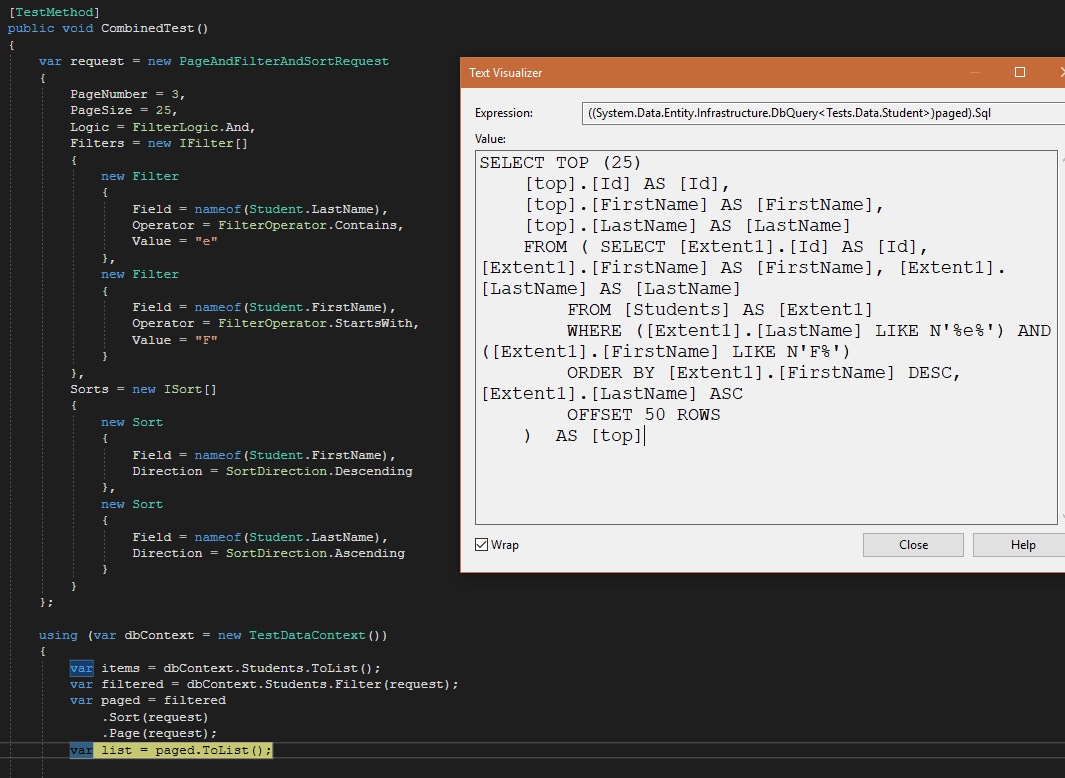 [TestMethod]
public void CombinedTest()
{
var request = new PageAndFilterAndSortRequest
{
PageNumber = 3,
PageSize = 25,
Logic = FilterLogic.And,
Filters = new IFilter[]
{
new Filter
{
Field = nameof(Student.LastName),
Operator = FilterOperator.Contains,
Value = "e"
},
new Filter
{
Field = nameof(Student.FirstName),
Operator = FilterOperator.StartsWith,
Value = "F"
}
},
Sorts = new ISort[]
{
new Sort
{
Field = nameof(Student.FirstName),
Direction = SortDirection.Descending
},
new Sort
{
Field = nameof(Student.LastName),
Direction = SortDirection.Ascending
}
}
};
using (var dbContext = new TestDataContext())
{
var items = dbContext.Students.ToList();
var filtered = dbContext.Students.Filter(request);
var paged = filtered
.Sort(request)
.Page(request);
var list = paged.ToList();
Text Visualizer
Expression:
((System.Data.Entity.Infrastructure.DbQuery<Tests.Data.Student>)paged).Sql
Value:
SELECT TOP (25)
[top].[Id] AS [Id],
[top].[FirstName] AS [FirstName],
[top].[LastName] AS [LastName]
FROM ( SELECT [Extent1].[Id] AS [Id],
[Extent1].[FirstName] AS [FirstName], [Extent1].
[LastName] AS [LastName]
FROM [Students] AS [Extent1]
WHERE ([Extent1].[LastName] LIKE N'%e%') AND
([Extent1].[FirstName] LIKE N'F%')
ORDER BY [Extent1].[FirstName] DESC,
[Extent1].[LastName] ASC
OFFSET 50 ROWS
) AS [top]
Wrap
Close
Help